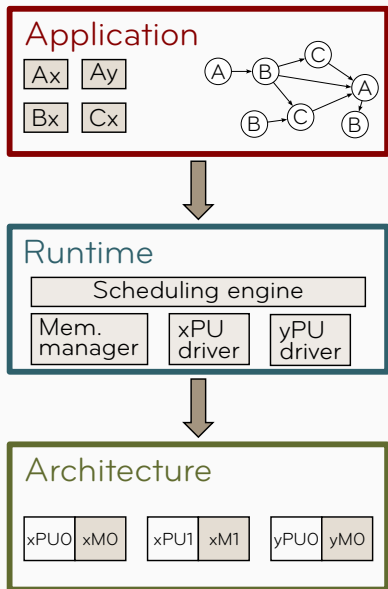 Application
Ax Ay
Bx Cx
A B C A B C B
Runtime
Scheduling engine
Mem. manager
xPU driver
yPU driver
Architecture
xPU0 xM0
xPU1 xM1
yPU0 yM0